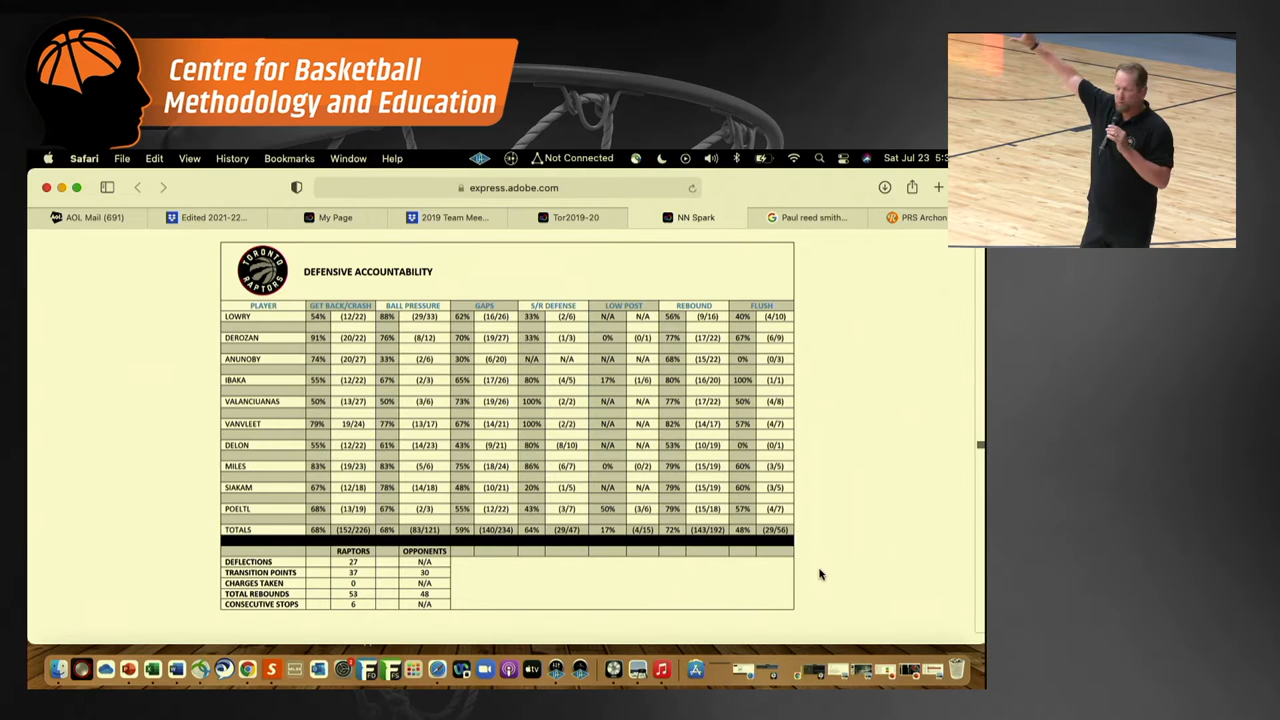 Centre for Basketball
Methodology and Education
Safari File Edit View History Bookmarks Window Help Not Connected Sat Jul 23 5:3
express.adobe.com
AOL Mail (691) Edited 2021-22... My Page 2019 Team Mee... Tor2019-20 NN Spark Paul reed smith... PRS Archon
TORONTO RAPTORS
DEFENSIVE ACCOUNTABILITY
PLAYER GET BACK/CRASH BALL PRESSURE GAPS S/R DEFENSE LOW POST REBOUND FLUSH
LOWRY 54% (12/22) 88% (29/33) 62% (16/26) 33% (2/6) N/A N/A 56% (9/16) 40% (4/10)
DEROZAN 91% (20/22) 76% (8/12) 70% (19/27) 33% (1/3) 0% (0/1) 77% (17/22) 67% (6/9)
ANUNOBY 74% (20/27) 33% (2/6) 30% (6/20) N/A N/A N/A N/A 68% (15/22) 0% (0/3)
IBAKA 55% (12/22) 67% (2/3) 65% (17/26) 80% (4/5) 17% (1/6) 80% (16/20) 100% (1/1)
VALANCIUANAS 50% (13/27) 50% (3/6) 73% (19/26) 100% (2/2) N/A N/A 77% (17/22) 50% (4/8)
VANVLEET 79% 19/24) 77% (13/17) 67% (14/21) 100% (2/2) N/A N/A 82% (14/17) 57% (4/7)
DELON 55% (12/22) 61% (14/23) 43% (9/21) 80% (8/10) N/A N/A 53% (10/19) 0% (0/1)
MILES 83% (19/23) 83% (5/6) 75% (18/24) 86% (6/7) 0% (0/2) 79% (15/19) 60% (3/5)
SIAKAM 67% (12/18) 78% (14/18) 48% (10/21) 20% (1/5) N/A N/A 79% (15/19) 60% (3/5)
POELTL 68% (13/19) 67% (2/3) 55% (12/22) 43% (3/7) 50% (3/6) 79% (15/18) 57% (4/7)
TOTALS 68% (152/226) 68% (83/121) 59% (140/234) 64% (29/47) 17% (4/15) 72% (143/192) 48% (29/56)
RAPTORS OPPONENTS
DEFLECTIONS 27 N/A
TRANSITION POINTS 37 30
CHARGES TAKEN 0 N/A
TOTAL REBOUNDS 53 48
CONSECUTIVE STOPS 6 N/A